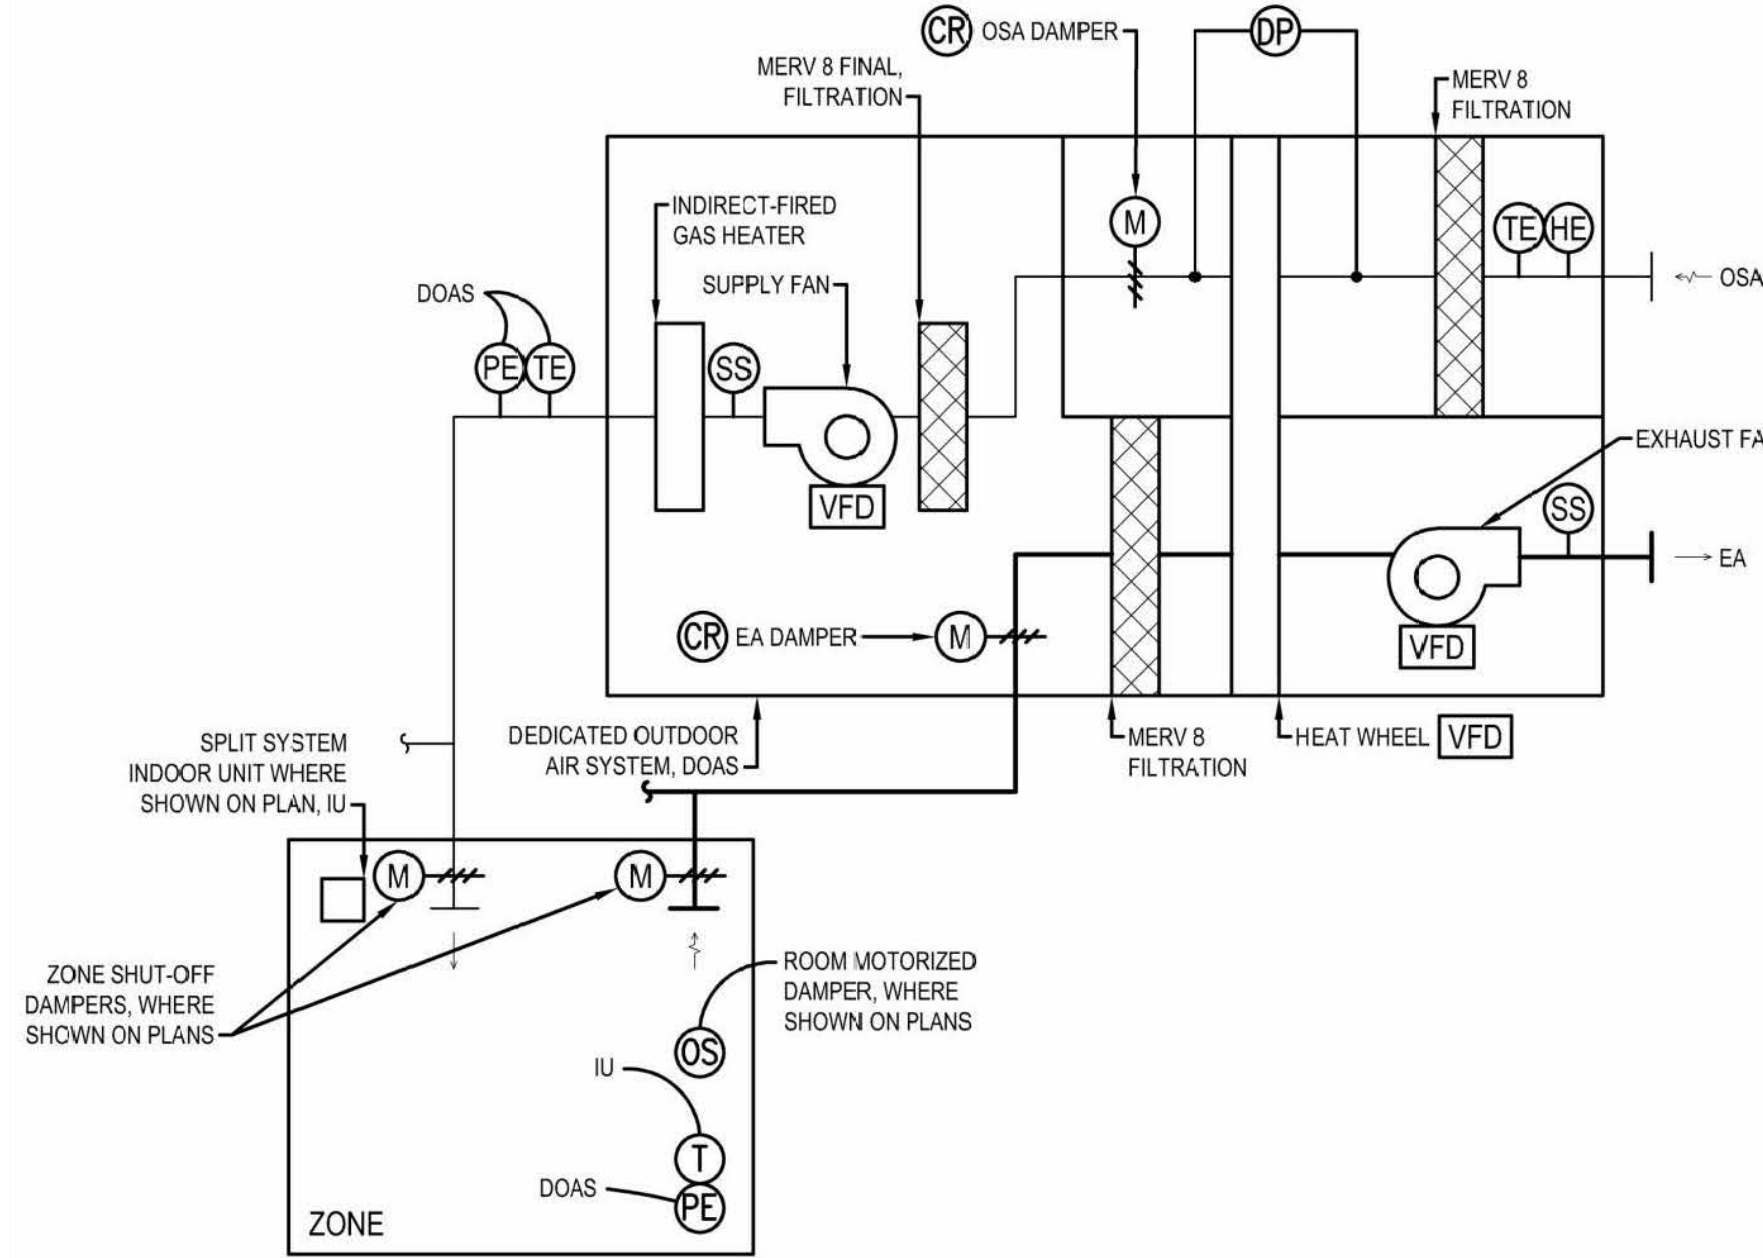 CR OSA DAMPER
DP
MERV 8 FINAL,
FILTRATION
MERV 8
FILTRATION
INDIRECT-FIRED
GAS HEATER
M
TE HE
OSA
SUPPLY FAN
DOAS
PE TE
SS
VFD
EXHAUST FA
SS
EA
VFD
CR EA DAMPER
M
SPLIT SYSTEM
INDOOR UNIT WHERE
SHOWN ON PLAN, IU
DEDICATED OUTDOOR
AIR SYSTEM, DOAS
MERV 8
FILTRATION
HEAT WHEEL VFD
M
M
ZONE SHUT-OFF
DAMPERS, WHERE
SHOWN ON PLANS
ROOM MOTORIZED
DAMPER, WHERE
SHOWN ON PLANS
OS
IU
T
DOAS
PE
ZONE